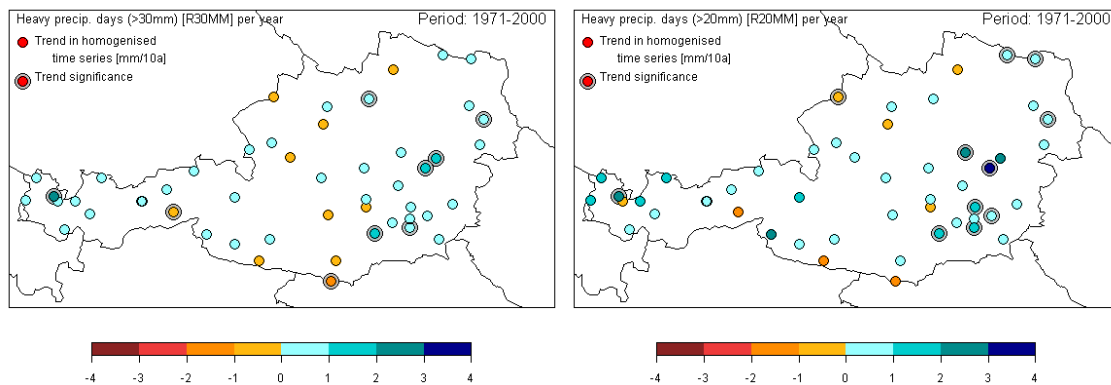 Heavy precip. days (>30mm) [R30MM] per year
Period: 1971-2000
Trend in homogenised
time series [mm/10a]
Trend significance
-4 -3 -2 -1 0 1 2 3 4
Heavy precip. days (>20mm) [R20MM] per year
Period: 1971-2000
Trend in homogenised
time series [mm/10a]
Trend significance
-4 -3 -2 -1 0 1 2 3 4